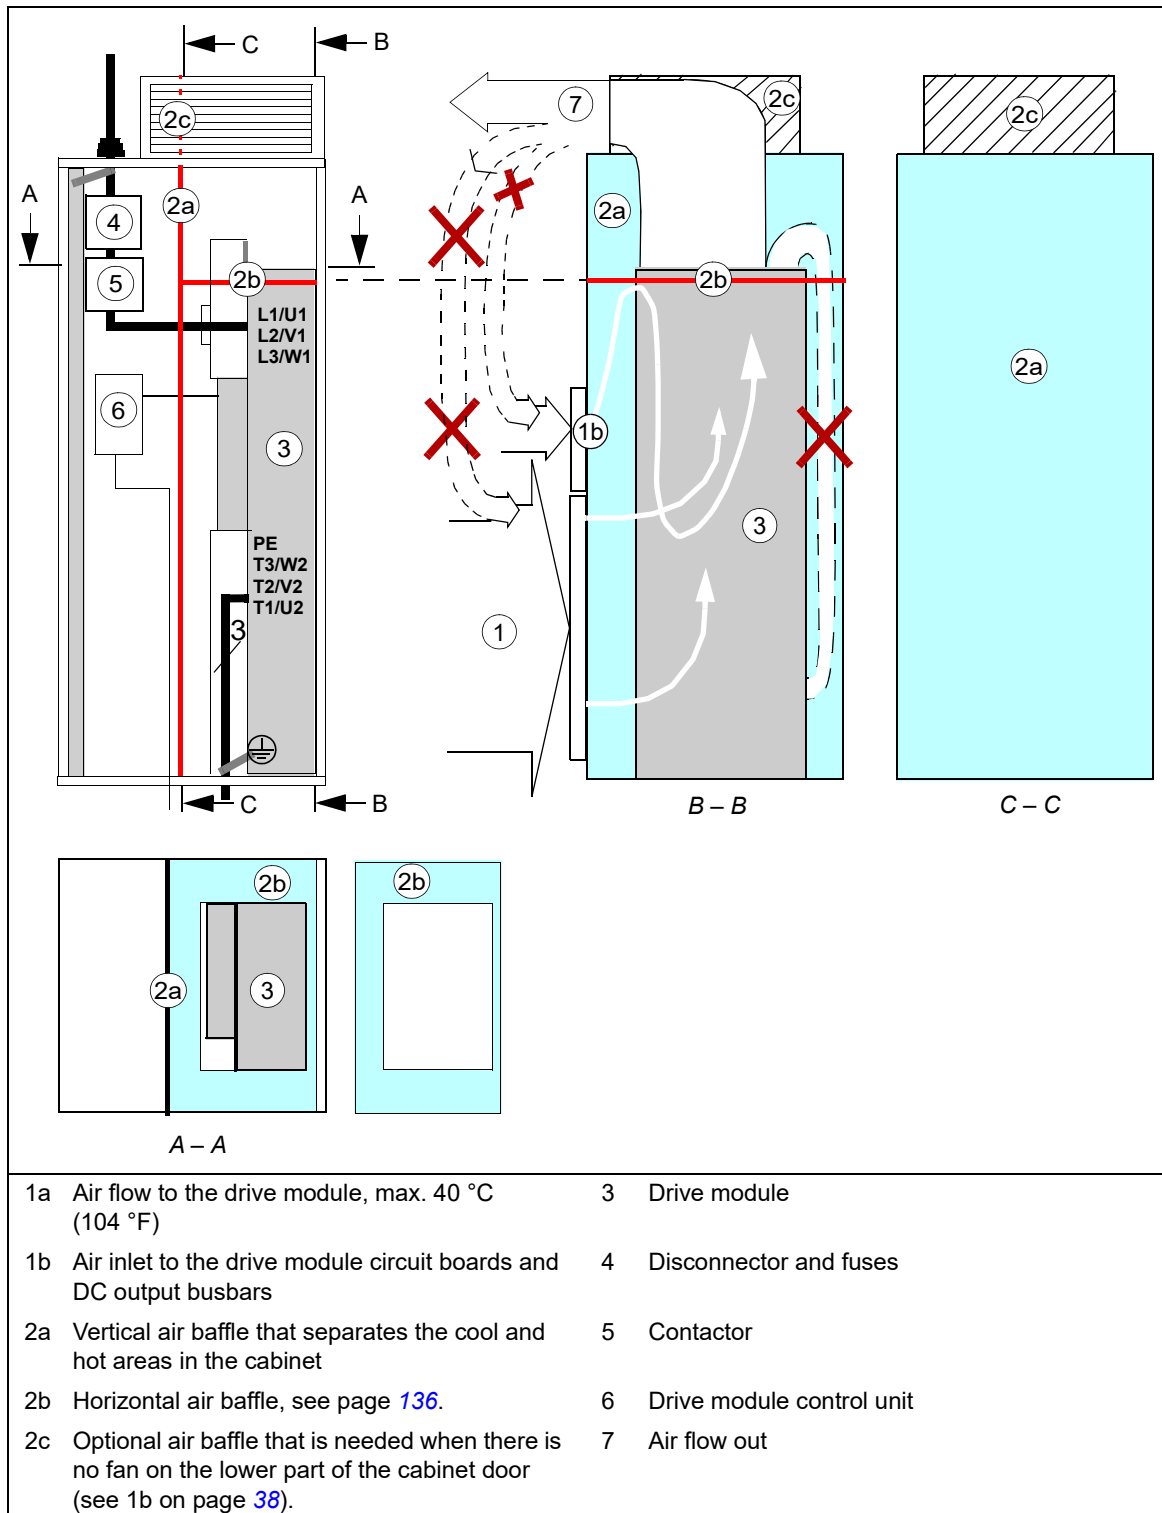 C
B
2c
7
2c
2c
A
A
4
2a
2a
5
2b
2b
L1/U1
L2/V1
L3/W1
2a
6
1b
3
3
PE
T3/W2
T2/V2
T1/U2
3
1
C
B
B – B
C – C
2b
2b
2a
3
A – A
1a Air flow to the drive module, max. 40 °C
(104 °F)
3 Drive module
1b Air inlet to the drive module circuit boards and
DC output busbars
4 Disconnector and fuses
2a Vertical air baffle that separates the cool and
hot areas in the cabinet
5 Contactor
2b Horizontal air baffle, see page 136.
6 Drive module control unit
2c Optional air baffle that is needed when there is
no fan on the lower part of the cabinet door
(see 1b on page 38).
7 Air flow out